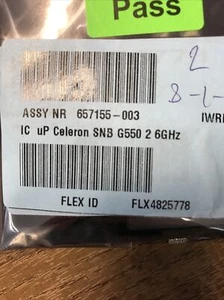 Pass
2
8-1-
ASSY NR 657155-003 IWR
IC uP Celeron SNB G550 2 6GHz
FLEX ID FLX4825778